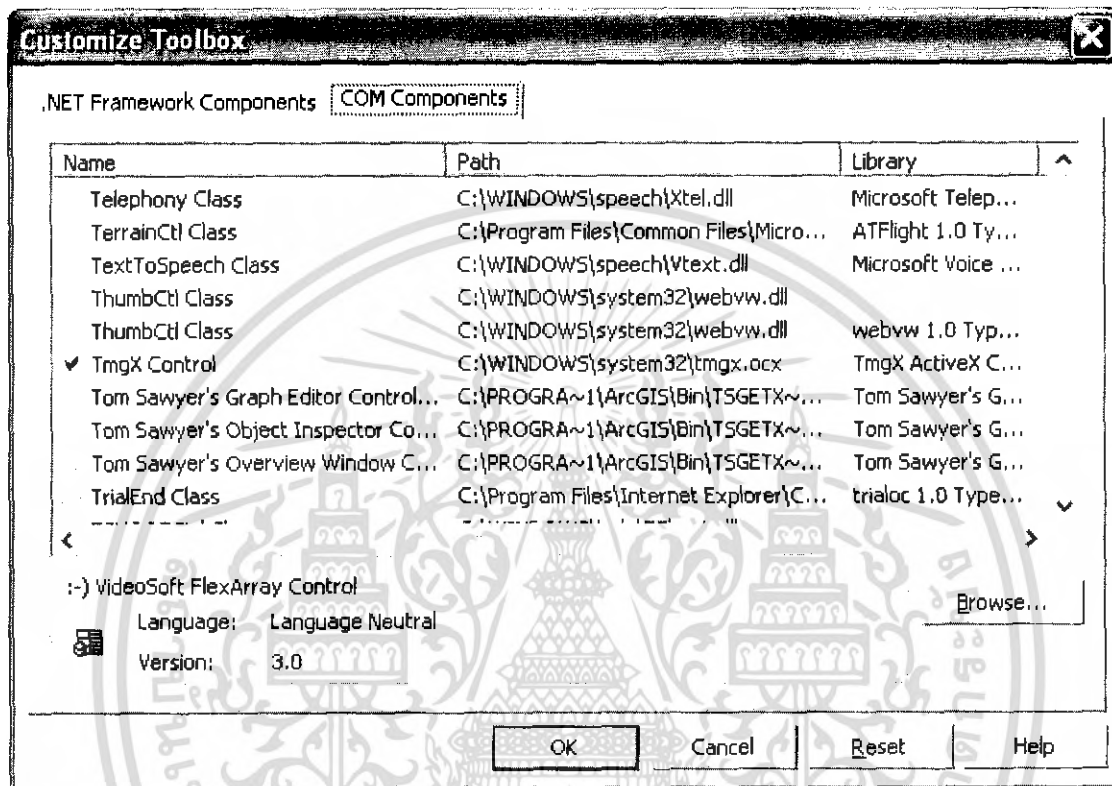 Customize Toolbox
.NET Framework Components COM Components
Name Path Library
Telephony Class C:\WINDOWS\speech\Xtel.dll Microsoft Telep...
TerrainCtl Class C:\Program Files\Common Files\Micro... ATFlight 1.0 Ty...
TextToSpeech Class C:\WINDOWS\speech\Vtext.dll Microsoft Voice ...
ThumbCtl Class C:\WINDOWS\system32\webvw.dll
ThumbCtl Class C:\WINDOWS\system32\webvw.dll webvw 1.0 Typ...
✔ TmgX Control C:\WINDOWS\system32\tmgx.ocx TmgX ActiveX C...
Tom Sawyer's Graph Editor Control... C:\PROGRA~1\ArcGIS\Bin\TSGETX~... Tom Sawyer's G...
Tom Sawyer's Object Inspector Co... C:\PROGRA~1\ArcGIS\Bin\TSGETX~... Tom Sawyer's G...
Tom Sawyer's Overview Window C... C:\PROGRA~1\ArcGIS\Bin\TSGETX~... Tom Sawyer's G...
TrialEnd Class C:\Program Files\Internet Explorer\C... trialoc 1.0 Type...
:-) VideoSoft FlexArray Control
Browse...
Language: Language Neutral
Version: 3.0
OK Cancel Reset Help